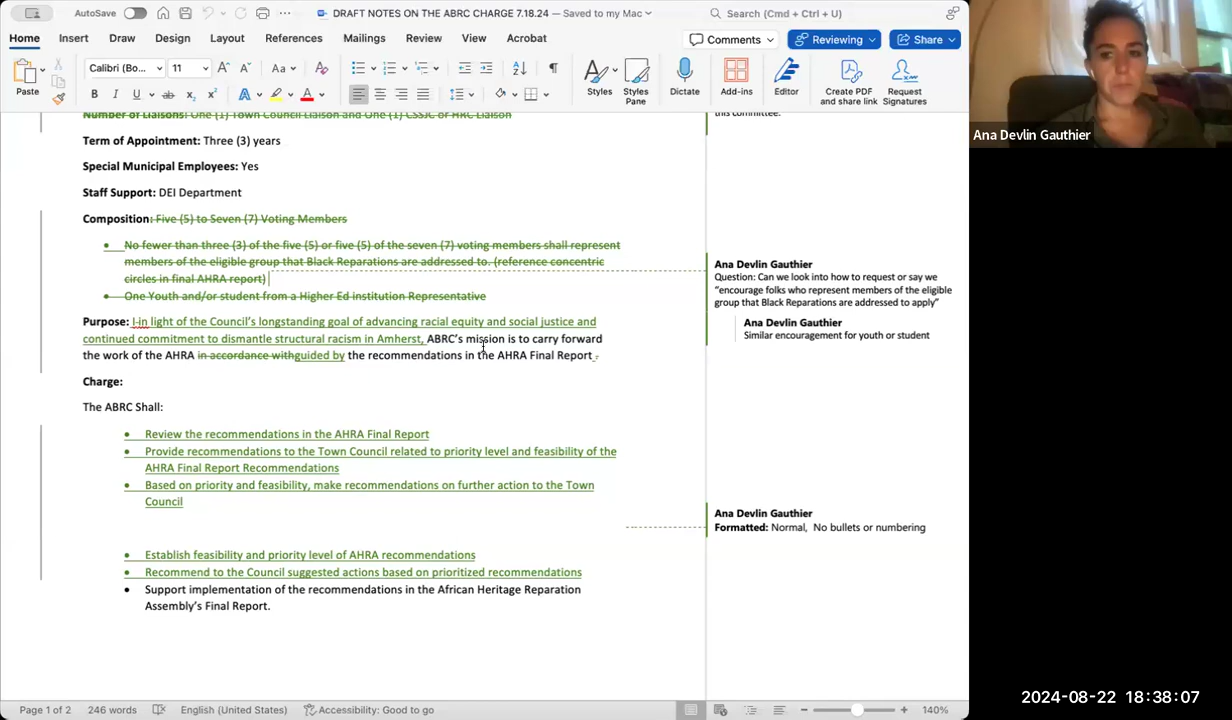 AutoSave
DRAFT NOTES ON THE ABRC CHARGE 7.18.24 — Saved to my Mac
Search (Cmd + Ctrl + U)
Home Insert Draw Design Layout References Mailings Review View Acrobat
Comments Reviewing Share
Paste
Calibri (Bo... 11
Styles
Styles Pane
Dictate
Add-ins
Editor
Create PDF and share link
Request Signatures
Number of Liaisons: One (1) Town Council Liaison and One (1) CSSJC or HRC Liaison
Term of Appointment: Three (3) years
Special Municipal Employees: Yes
Staff Support: DEI Department
Composition: Five (5) to Seven (7) Voting Members
• No fewer than three (3) of the five (5) or five (5) of the seven (7) voting members shall represent
members of the eligible group that Black Reparations are addressed to. (reference concentric
circles in final AHRA report)
• One Youth and/or student from a Higher Ed institution Representative
Purpose: I-in light of the Council's longstanding goal of advancing racial equity and social justice and
continued commitment to dismantle structural racism in Amherst, ABRC's mission is to carry forward
the work of the AHRA in accordance withguided by the recommendations in the AHRA Final Report .
Charge:
The ABRC Shall:
• Review the recommendations in the AHRA Final Report
• Provide recommendations to the Town Council related to priority level and feasibility of the
AHRA Final Report Recommendations
• Based on priority and feasibility, make recommendations on further action to the Town
Council
• Establish feasibility and priority level of AHRA recommendations
• Recommend to the Council suggested actions based on prioritized recommendations
• Support implementation of the recommendations in the African Heritage Reparation
Assembly's Final Report.
this committee.
Ana Devlin Gauthier
Question: Can we look into how to request or say we
"encourage folks who represent members of the eligible
group that Black Reparations are addressed to apply"
Ana Devlin Gauthier
Similar encouragement for youth or student
Ana Devlin Gauthier
Formatted: Normal, No bullets or numbering
Page 1 of 2 246 words English (United States) Accessibility: Good to go 140%
Ana Devlin Gauthier
2024-08-22 18:38:07